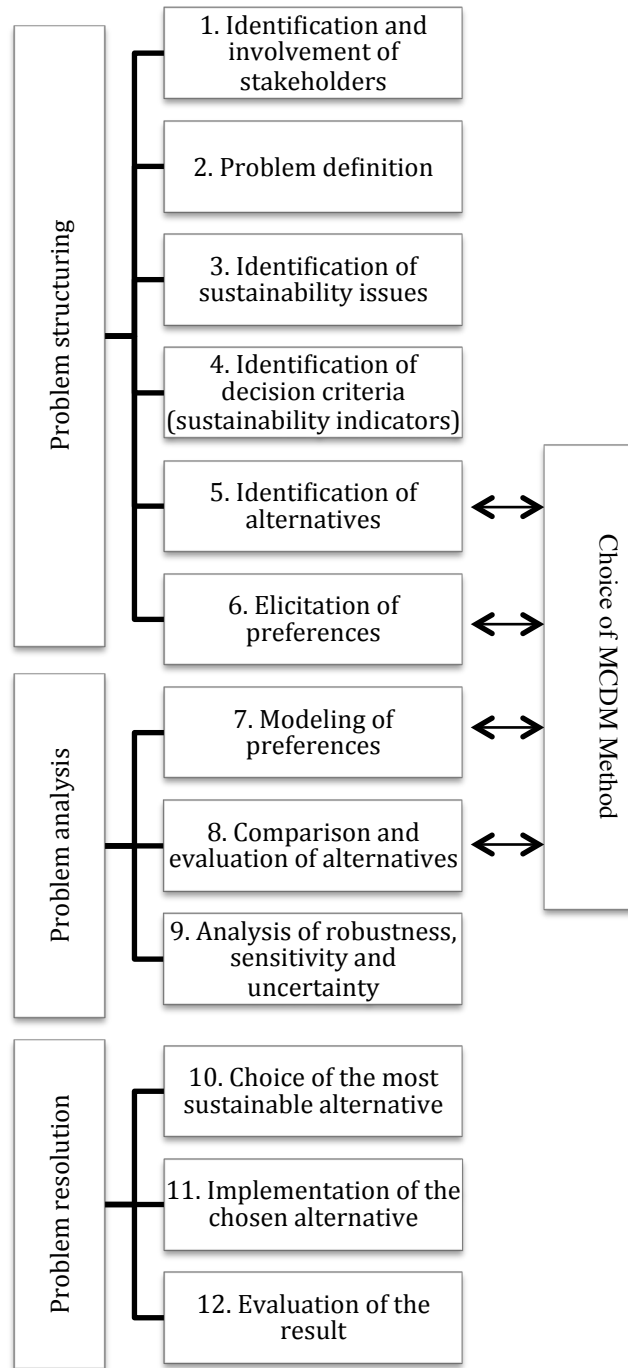 Problem structuring
1. Identification and
involvement of
stakeholders
2. Problem definition
3. Identification of
sustainability issues
4. Identification of
decision criteria
(sustainability indicators)
5. Identification of
alternatives
6. Elicitation of
preferences
Choice of MCDM Method
Problem analysis
7. Modeling of
preferences
8. Comparison and
evaluation of alternatives
9. Analysis of robustness,
sensitivity and
uncertainty
Problem resolution
10. Choice of the most
sustainable alternative
11. Implementation of the
chosen alternative
12. Evaluation of the
result